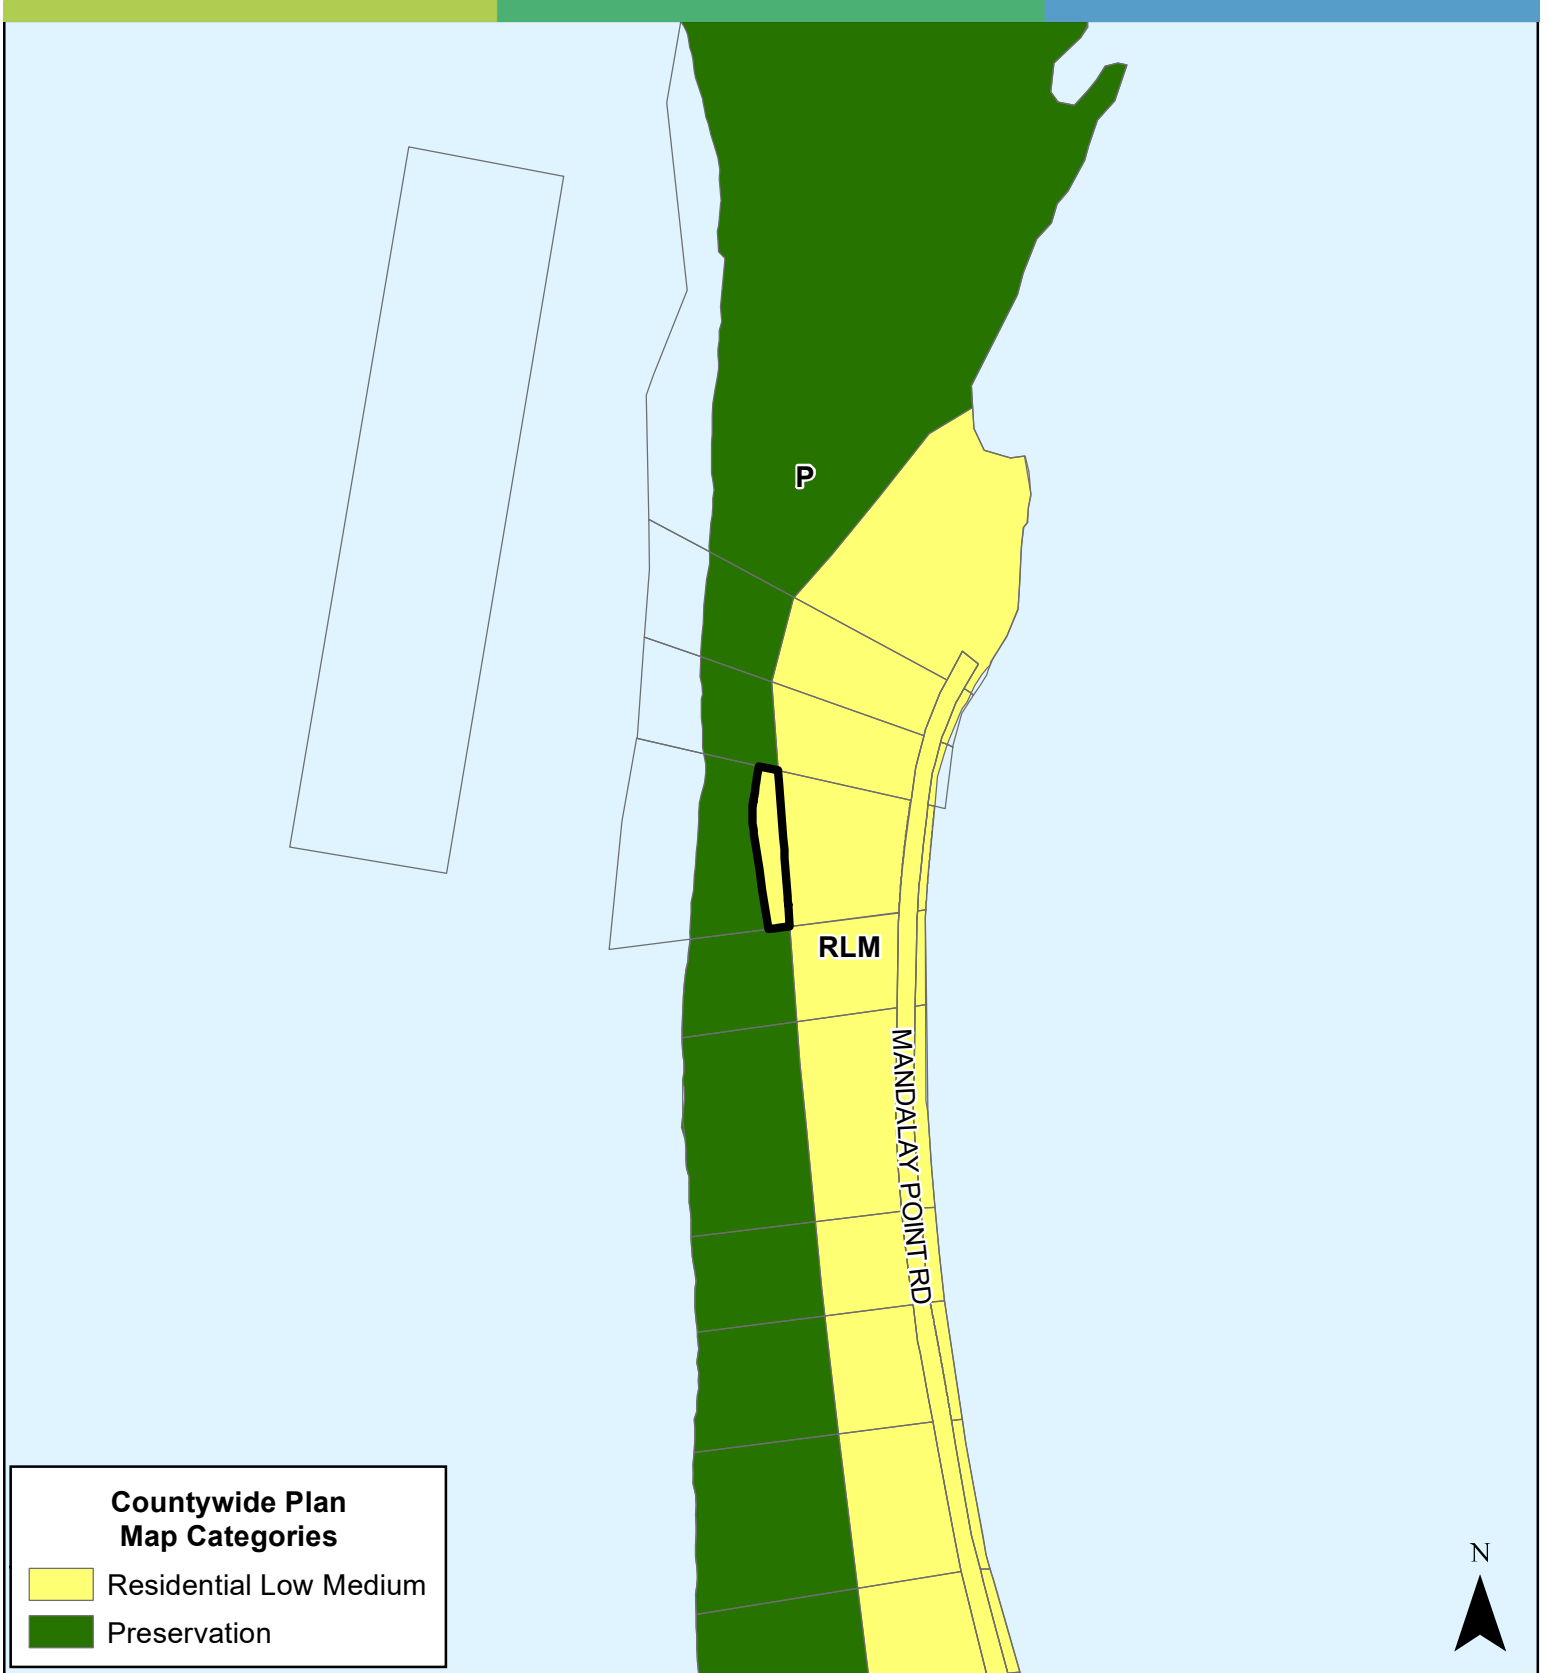 P
RLM
MANDALAY POINT RD
Countywide Plan
Map Categories
Residential Low Medium
Preservation
N